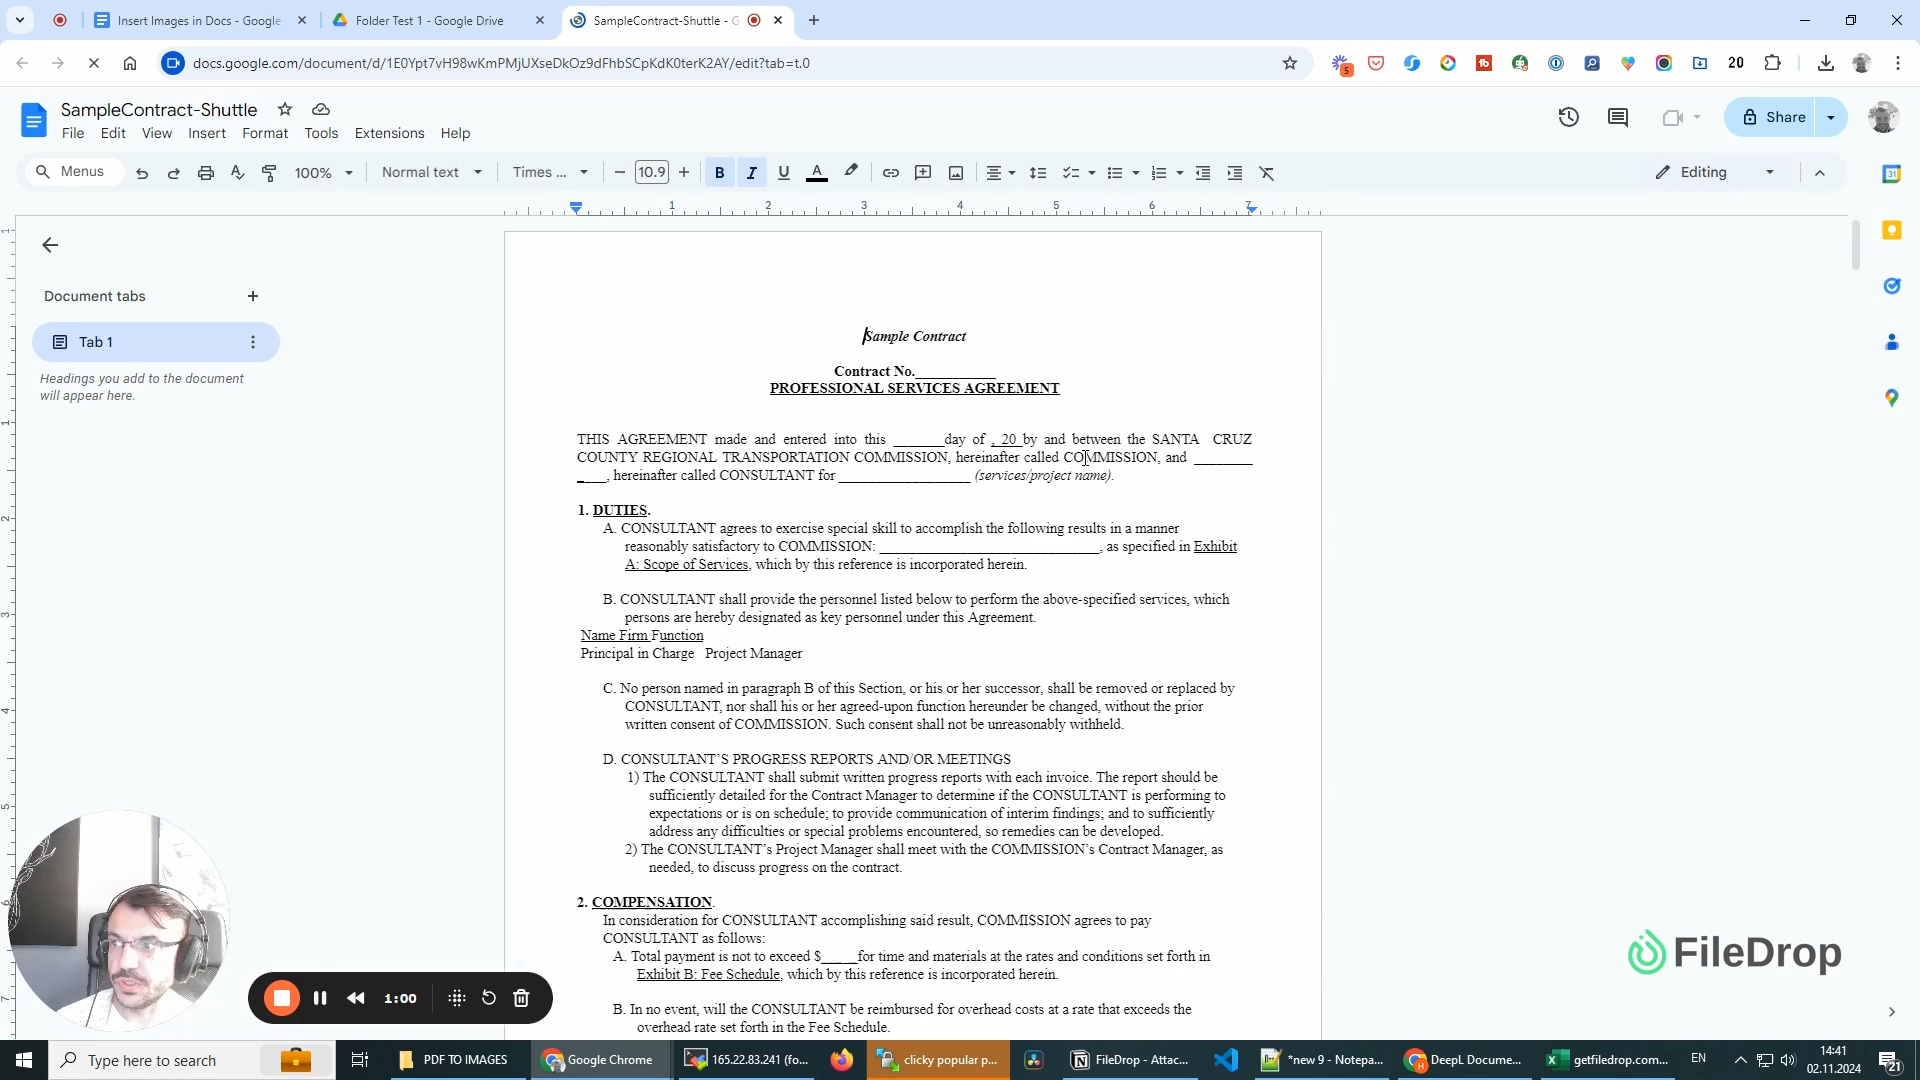 Insert Images in Docs - Google
Folder Test 1 - Google Drive
SampleContract-Shuttle - G
docs.google.com/document/d/1E0Ypt7vH98wKmPMjUXseDkOz9dFhbSCpKdK0terK2AY/edit?tab=t.0
5
20
SampleContract-Shuttle
File Edit View Insert Format Tools Extensions Help
Share
Menus
100%
Normal text
Times ...
10.9
B I U A
Editing
31
1 2 3 4 5 6 7
Document tabs
Tab 1
Headings you add to the document
will appear here.
Sample Contract
Contract No.___________
PROFESSIONAL SERVICES AGREEMENT
THIS AGREEMENT made and entered into this _______day of , 20 by and between the SANTA CRUZ
COUNTY REGIONAL TRANSPORTATION COMMISSION, hereinafter called COMMISSION, and ________
____, hereinafter called CONSULTANT for __________________ (services/project name).
1. DUTIES.
A. CONSULTANT agrees to exercise special skill to accomplish the following results in a manner
reasonably satisfactory to COMMISSION: ______________________________, as specified in Exhibit
A: Scope of Services, which by this reference is incorporated herein.
B. CONSULTANT shall provide the personnel listed below to perform the above-specified services, which
persons are hereby designated as key personnel under this Agreement.
Name Firm Function
Principal in Charge Project Manager
C. No person named in paragraph B of this Section, or his or her successor, shall be removed or replaced by
CONSULTANT, nor shall his or her agreed-upon function hereunder be changed, without the prior
written consent of COMMISSION. Such consent shall not be unreasonably withheld.
D. CONSULTANT’S PROGRESS REPORTS AND/OR MEETINGS
1) The CONSULTANT shall submit written progress reports with each invoice. The report should be
sufficiently detailed for the Contract Manager to determine if the CONSULTANT is performing to
expectations or is on schedule; to provide communication of interim findings; and to sufficiently
address any difficulties or special problems encountered, so remedies can be developed.
2) The CONSULTANT’s Project Manager shall meet with the COMMISSION’s Contract Manager, as
needed, to discuss progress on the contract.
2. COMPENSATION.
In consideration for CONSULTANT accomplishing said result, COMMISSION agrees to pay
CONSULTANT as follows:
A. Total payment is not to exceed $_____for time and materials at the rates and conditions set forth in
Exhibit B: Fee Schedule, which by this reference is incorporated herein.
B. In no event, will the CONSULTANT be reimbursed for overhead costs at a rate that exceeds the
overhead rate set forth in the Fee Schedule.
FileDrop
1:00
Type here to search
PDF TO IMAGES
Google Chrome
165.22.83.241 (fo...
clicky popular p...
FileDrop - Attac...
*new 9 - Notepa...
DeepL Docume...
getfiledrop.com...
EN
14:41
02.11.2024
21